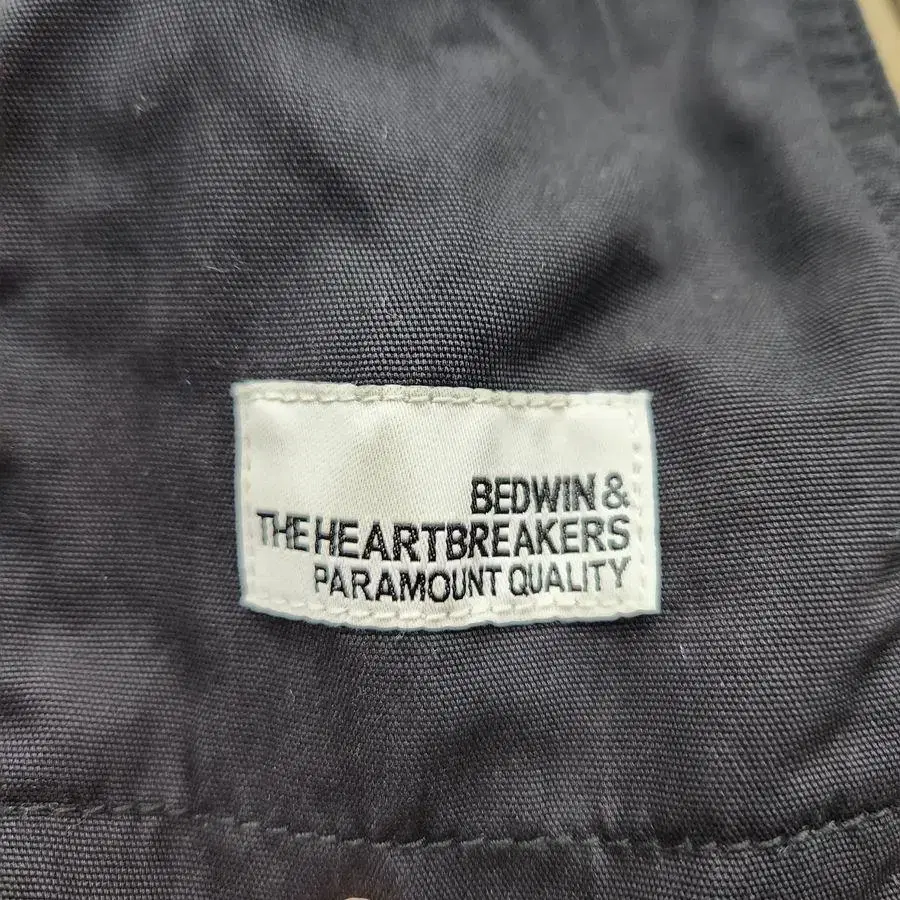 BEDWIN &
THE HEARTBREAKERS
PARAMOUNT QUALITY